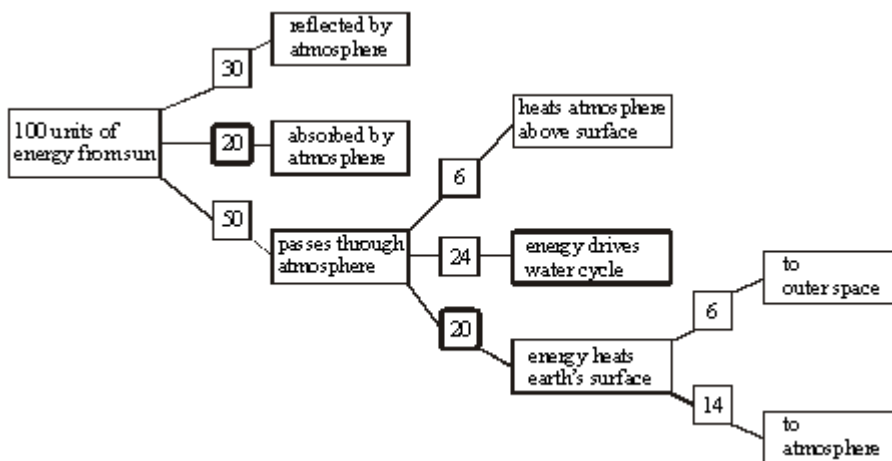 reflected by
atmosphere
30
100 units of
energy from sun
20
absorbed by
atmosphere
50
passes through
atmosphere
6
heats atmosphere
above surface
24
energy drives
water cycle
20
energy heats
earth's surface
6
to
outer space
14
to
atmosphere